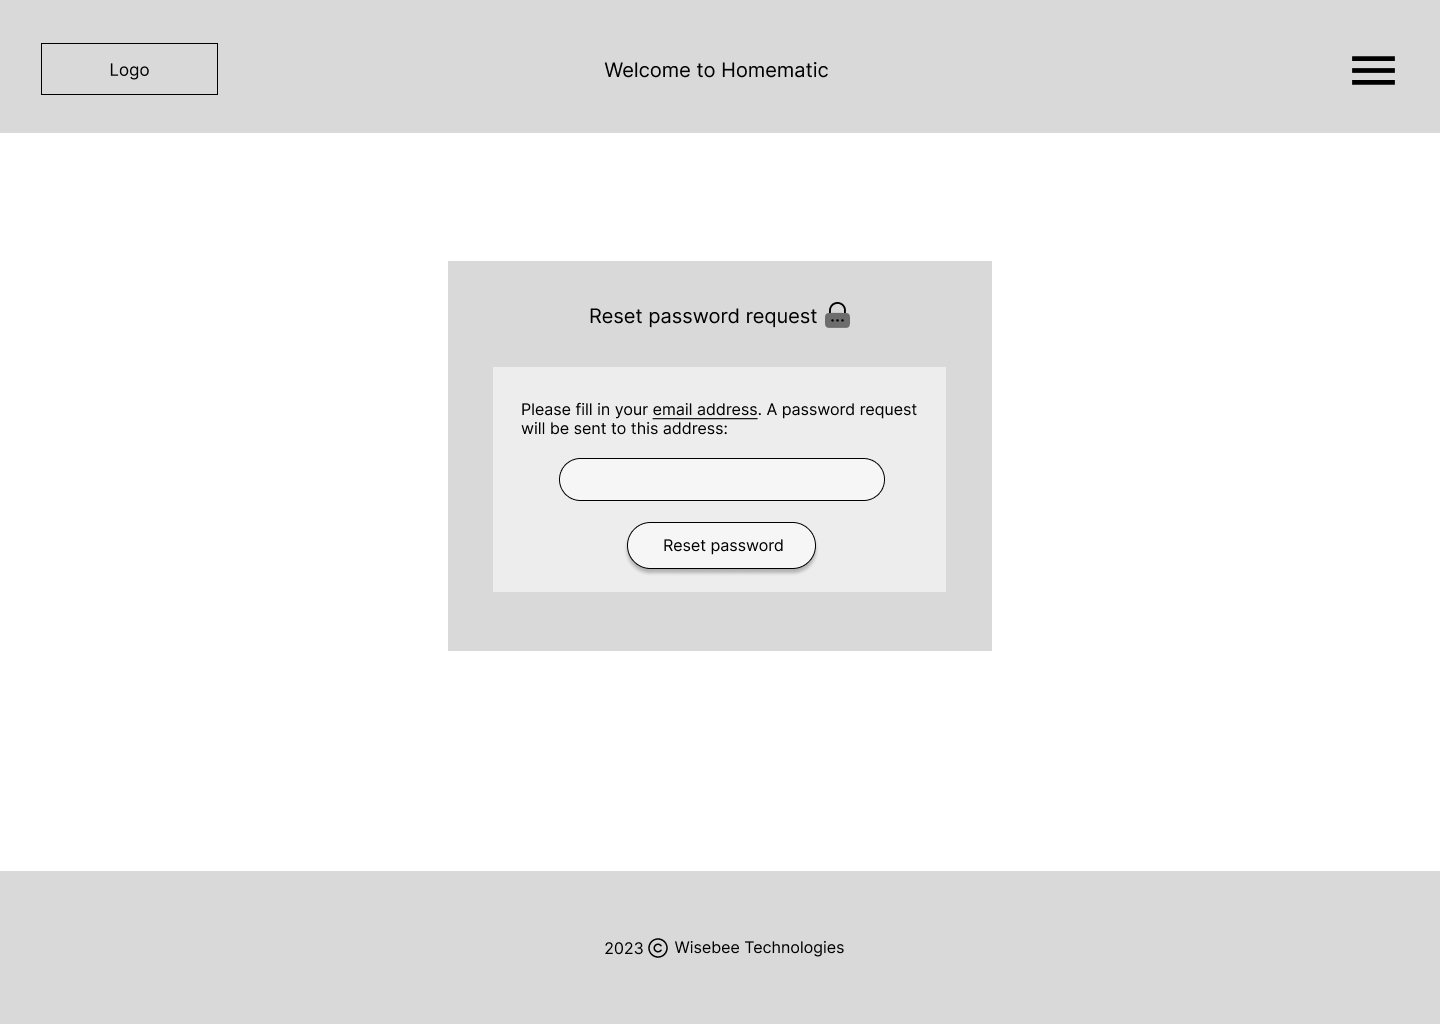 Logo
Welcome to Homematic
Reset password request
Please fill in your email address. A password request
will be sent to this address:
Reset password
2023 © Wisebee Technologies